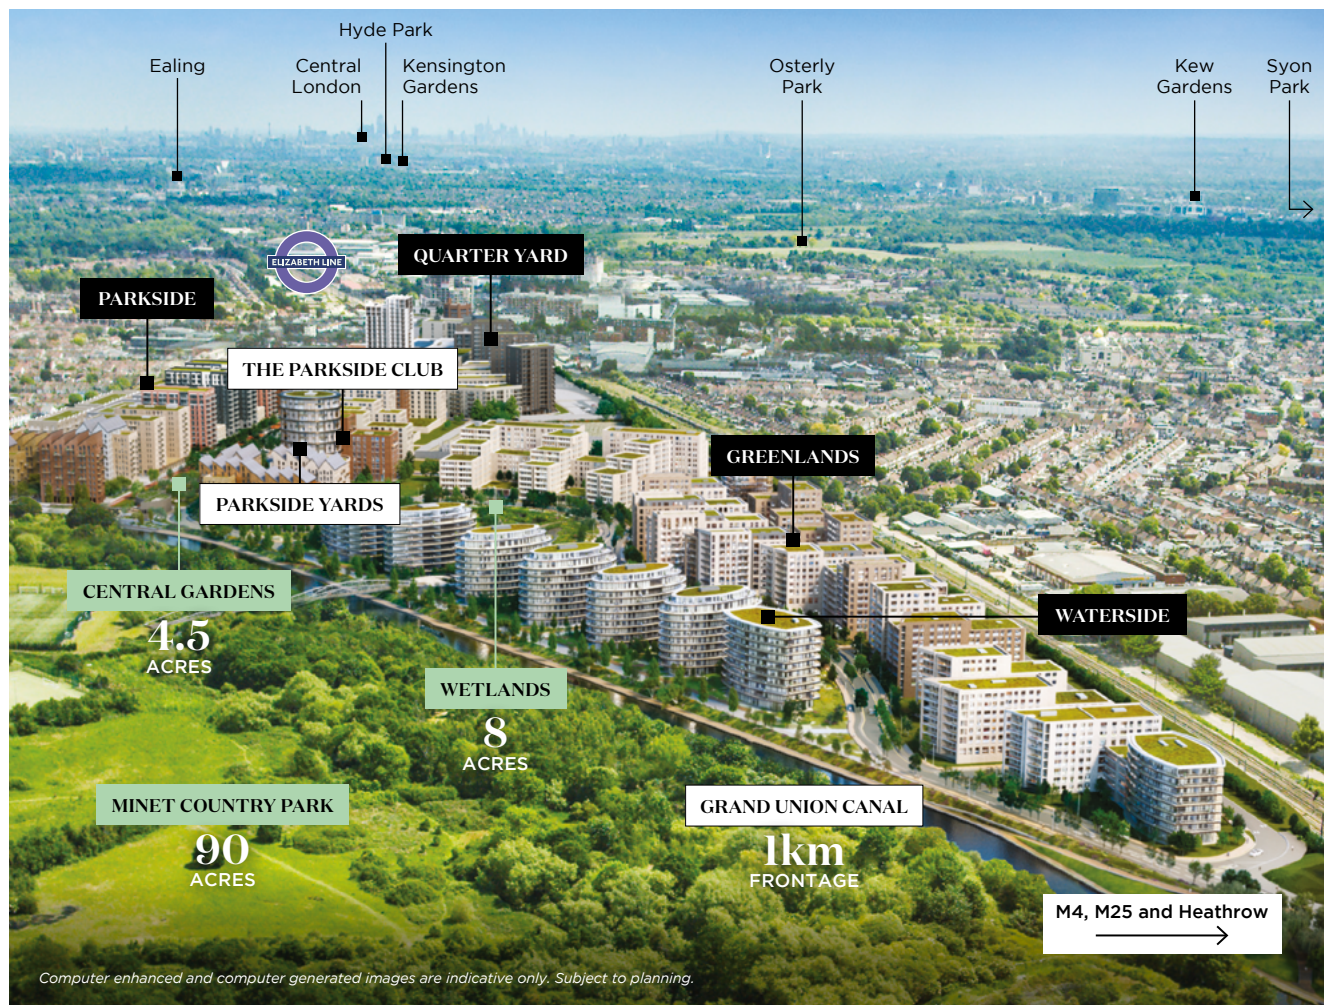 Hyde Park
Ealing
Central
London
Kensington
Gardens
Osterly
Park
Kew
Gardens
Syon
Park
ELIZABETH LINE
QUARTER YARD
PARKSIDE
THE PARKSIDE CLUB
GREENLANDS
PARKSIDE YARDS
CENTRAL GARDENS
4.5
ACRES
WATERSIDE
WETLANDS
8
ACRES
MINET COUNTRY PARK
90
ACRES
GRAND UNION CANAL
1km
FRONTAGE
M4, M25 and Heathrow
Computer enhanced and computer generated images are indicative only. Subject to planning.